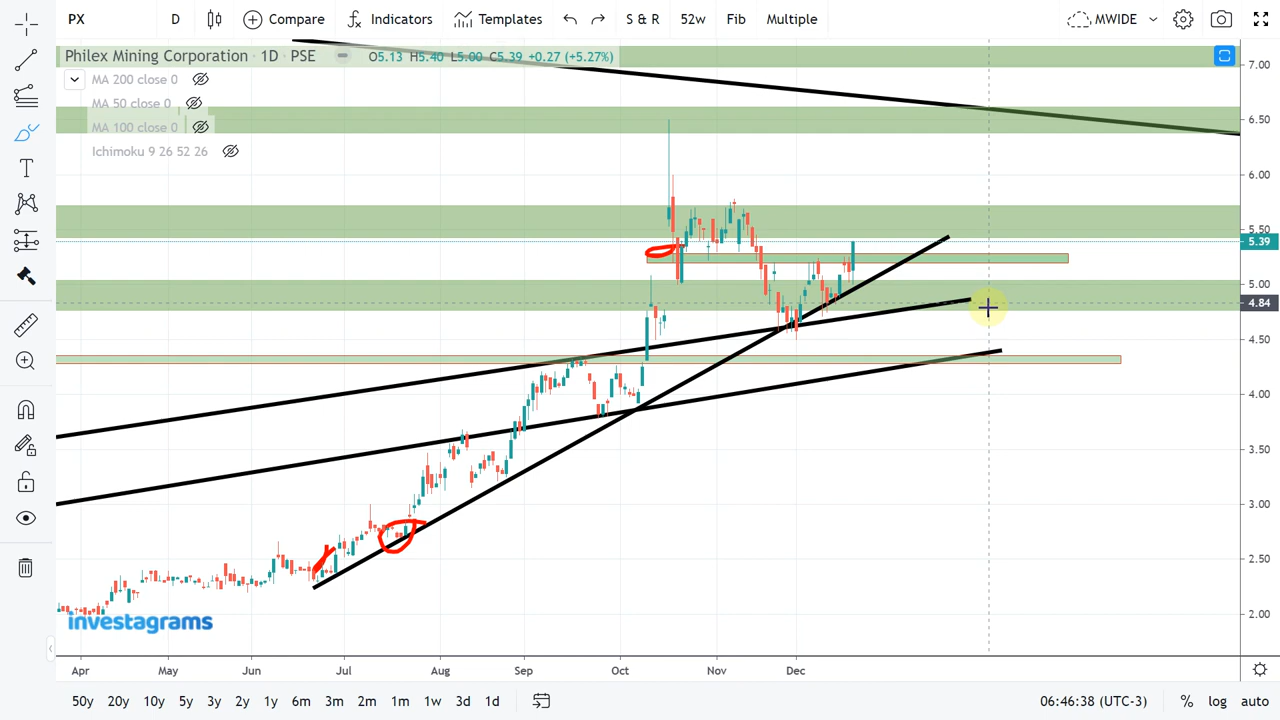 PX D Compare Indicators Templates S & R 52w Fib Multiple MWIDE
Philex Mining Corporation · 1D · PSE O5.13 H5.40 L5.00 C5.39 +0.27 (+5.27%)
MA 200 close 0
MA 50 close 0
MA 100 close 0
Ichimoku 9 26 52 26
7.00
6.50
6.00
5.50
5.39
5.00
4.84
4.50
4.00
3.50
3.00
2.50
2.00
investagrams
Apr May Jun Jul Aug Sep Oct Nov Dec
50y 20y 10y 5y 3y 2y 1y 6m 3m 2m 1m 1w 3d 1d 06:46:38 (UTC-3) % log auto